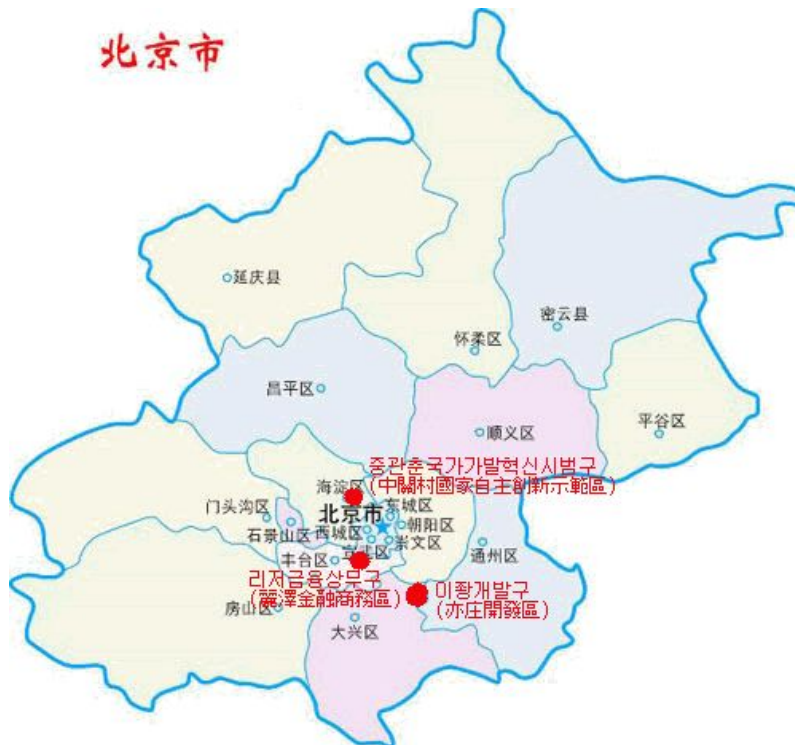 北京市
延庆县
密云县
怀柔区
昌平区
顺义区
平谷区
중관춘국가가발혁신시범구
(中關村國家自主創新示範區)
海淀区
门头沟区
东城区
北京市
朝阳区
石景山区
西城区
崇文区
通州区
丰台区
리저금융상무구
(麗澤金融商務區)
이좡개발구
(亦庄開發區)
房山区
大兴区